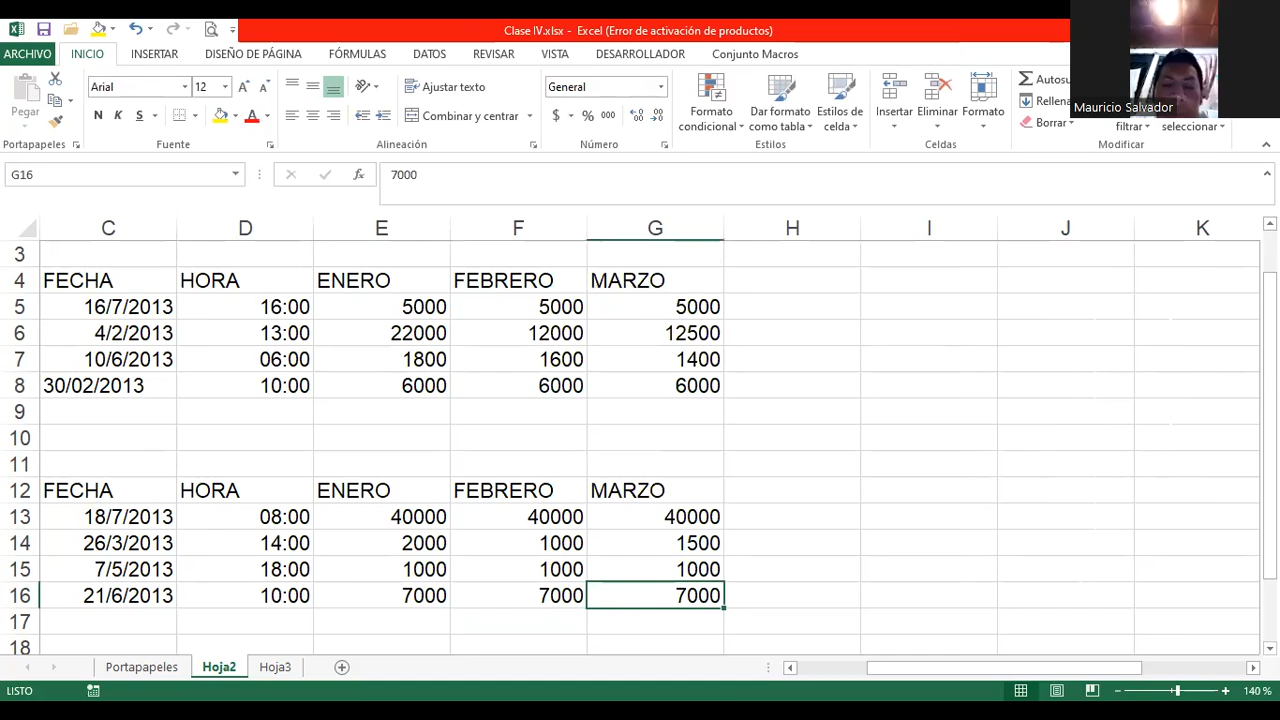 Clase IV.xlsx - Excel (Error de activación de productos)
ARCHIVO INICIO INSERTAR DISEÑO DE PÁGINA FÓRMULAS DATOS REVISAR VISTA DESARROLLADOR Conjunto Macros
Pegar
Arial 12
N K S
Ajustar texto
Combinar y centrar
General
$ % 000
Formato condicional
Dar formato como tabla
Estilos de celda
Insertar Eliminar Formato
Autosu
Rellena
Borrar
filtrar seleccionar
Mauricio Salvador
Portapapeles Fuente Alineación Número Estilos Celdas Modificar
G16 fx 7000
C D E F G H I J K
3
4 FECHA HORA ENERO FEBRERO MARZO
5 16/7/2013 16:00 5000 5000 5000
6 4/2/2013 13:00 22000 12000 12500
7 10/6/2013 06:00 1800 1600 1400
8 30/02/2013 10:00 6000 6000 6000
9
10
11
12 FECHA HORA ENERO FEBRERO MARZO
13 18/7/2013 08:00 40000 40000 40000
14 26/3/2013 14:00 2000 1000 1500
15 7/5/2013 18:00 1000 1000 1000
16 21/6/2013 10:00 7000 7000 7000
17
18
Portapapeles Hoja2 Hoja3
LISTO 140 %